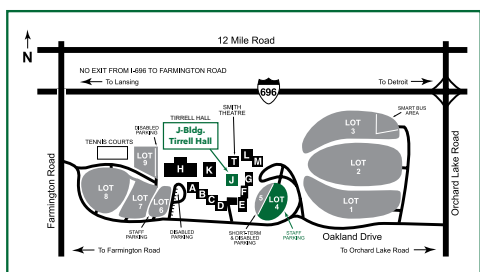 12 Mile Road
N
NO EXIT FROM I-696 TO FARMINGTON ROAD
To Lansing
696
To Detroit
SMITH
THEATRE
SMART BUS
AREA
DISABLED
PARKING
TIRRELL HALL
J-Bldg.
Tirrell Hall
LOT
3
TENNIS COURTS
LOT
9
H
K
T
L
M
LOT
2
J
G
LOT
8
LOT
7
LOT
6
A
B
C
D
F
E
5
LOT
4
LOT
1
Farmington Road
Orchard Lake Road
STAFF
PARKING
DISABLED
PARKING
SHORT-TERM
& DISABLED
PARKING
STAFF
PARKING
Oakland Drive
To Farmington Road
To Orchard Lake Road